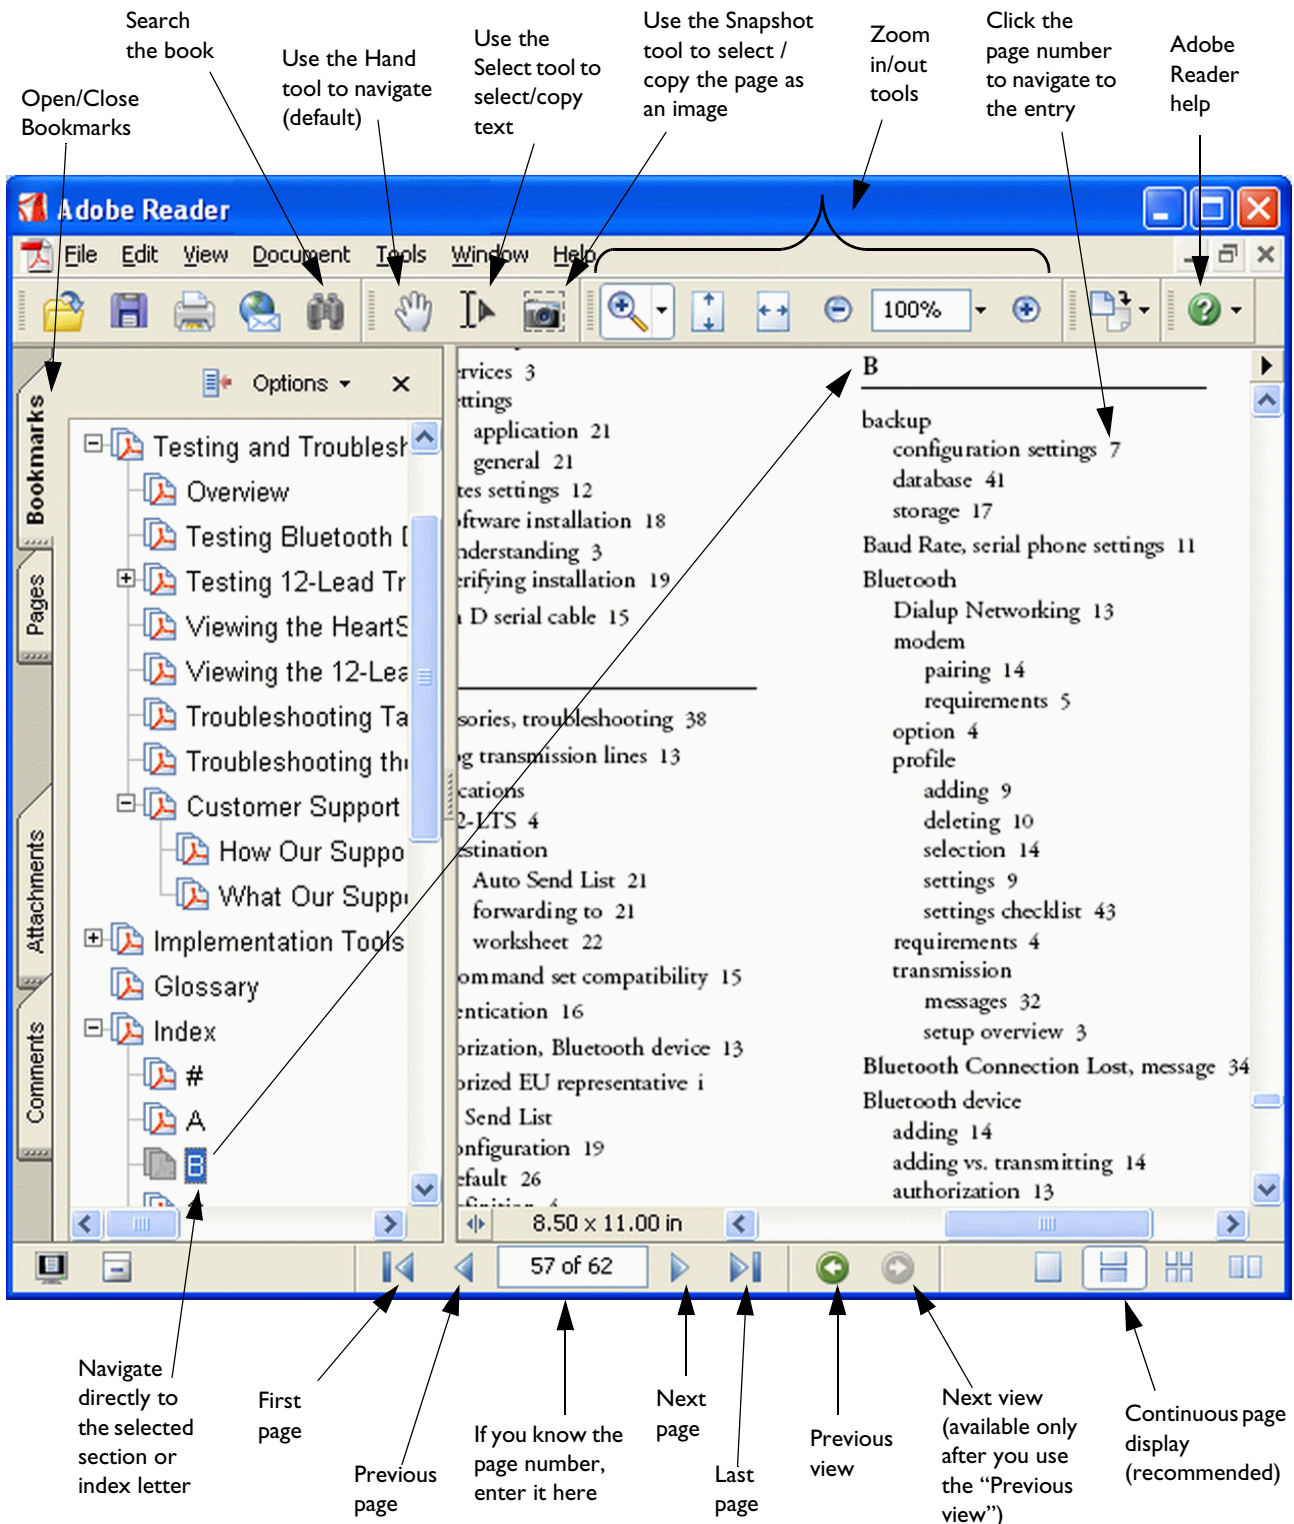 Search
the book
Open/Close
Bookmarks
Use the Hand
tool to navigate
(default)
Use the
Select tool to
select/copy
text
Use the Snapshot
tool to select /
copy the page as
an image
Zoom
in/out
tools
Click the
page number
to navigate to
the entry
Adobe
Reader
help
Adobe Reader
File Edit View Document Tools Window Help
100%
Options
Bookmarks
Pages
Attachments
Comments
Testing and Troublesh
Overview
Testing Bluetooth D
Testing 12-Lead Tr
Viewing the HeartS
Viewing the 12-Lea
Troubleshooting Ta
Troubleshooting the
Customer Support
How Our Suppo
What Our Suppo
Implementation Tools
Glossary
Index
#
A
B
rvices 3
ttings
application 21
general 21
tes settings 12
ftware installation 18
nderstanding 3
erifying installation 19
D serial cable 15
sories, troubleshooting 38
g transmission lines 13
cations
2-LTS 4
estination
Auto Send List 21
forwarding to 21
worksheet 22
ommand set compatibility 15
entication 16
orization, Bluetooth device 13
orized EU representative i
Send List
onfiguration 19
efault 26
B
backup
configuration settings 7
database 41
storage 17
Baud Rate, serial phone settings 11
Bluetooth
Dialup Networking 13
modem
pairing 14
requirements 5
option 4
profile
adding 9
deleting 10
selection 14
settings 9
settings checklist 43
requirements 4
transmission
messages 32
setup overview 3
Bluetooth Connection Lost, message 34
Bluetooth device
adding 14
adding vs. transmitting 14
authorization 13
8.50 x 11.00 in
57 of 62
Navigate
directly to
the selected
section or
index letter
First
page
Previous
page
If you know the
page number,
enter it here
Next
page
Last
page
Previous
view
Next view
(available only
after you use
the “Previous
view”)
Continuous page
display
(recommended)